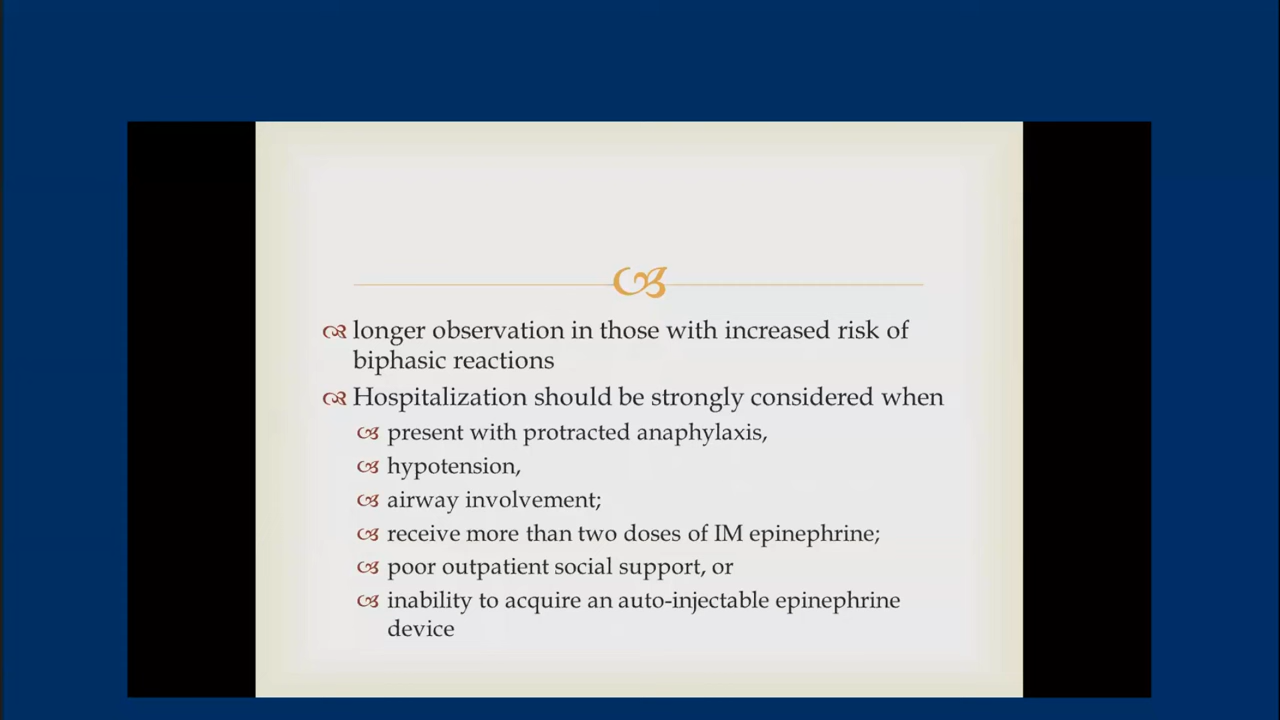 longer observation in those with increased risk of
biphasic reactions
Hospitalization should be strongly considered when
present with protracted anaphylaxis,
hypotension,
airway involvement;
receive more than two doses of IM epinephrine;
poor outpatient social support, or
inability to acquire an auto-injectable epinephrine
device